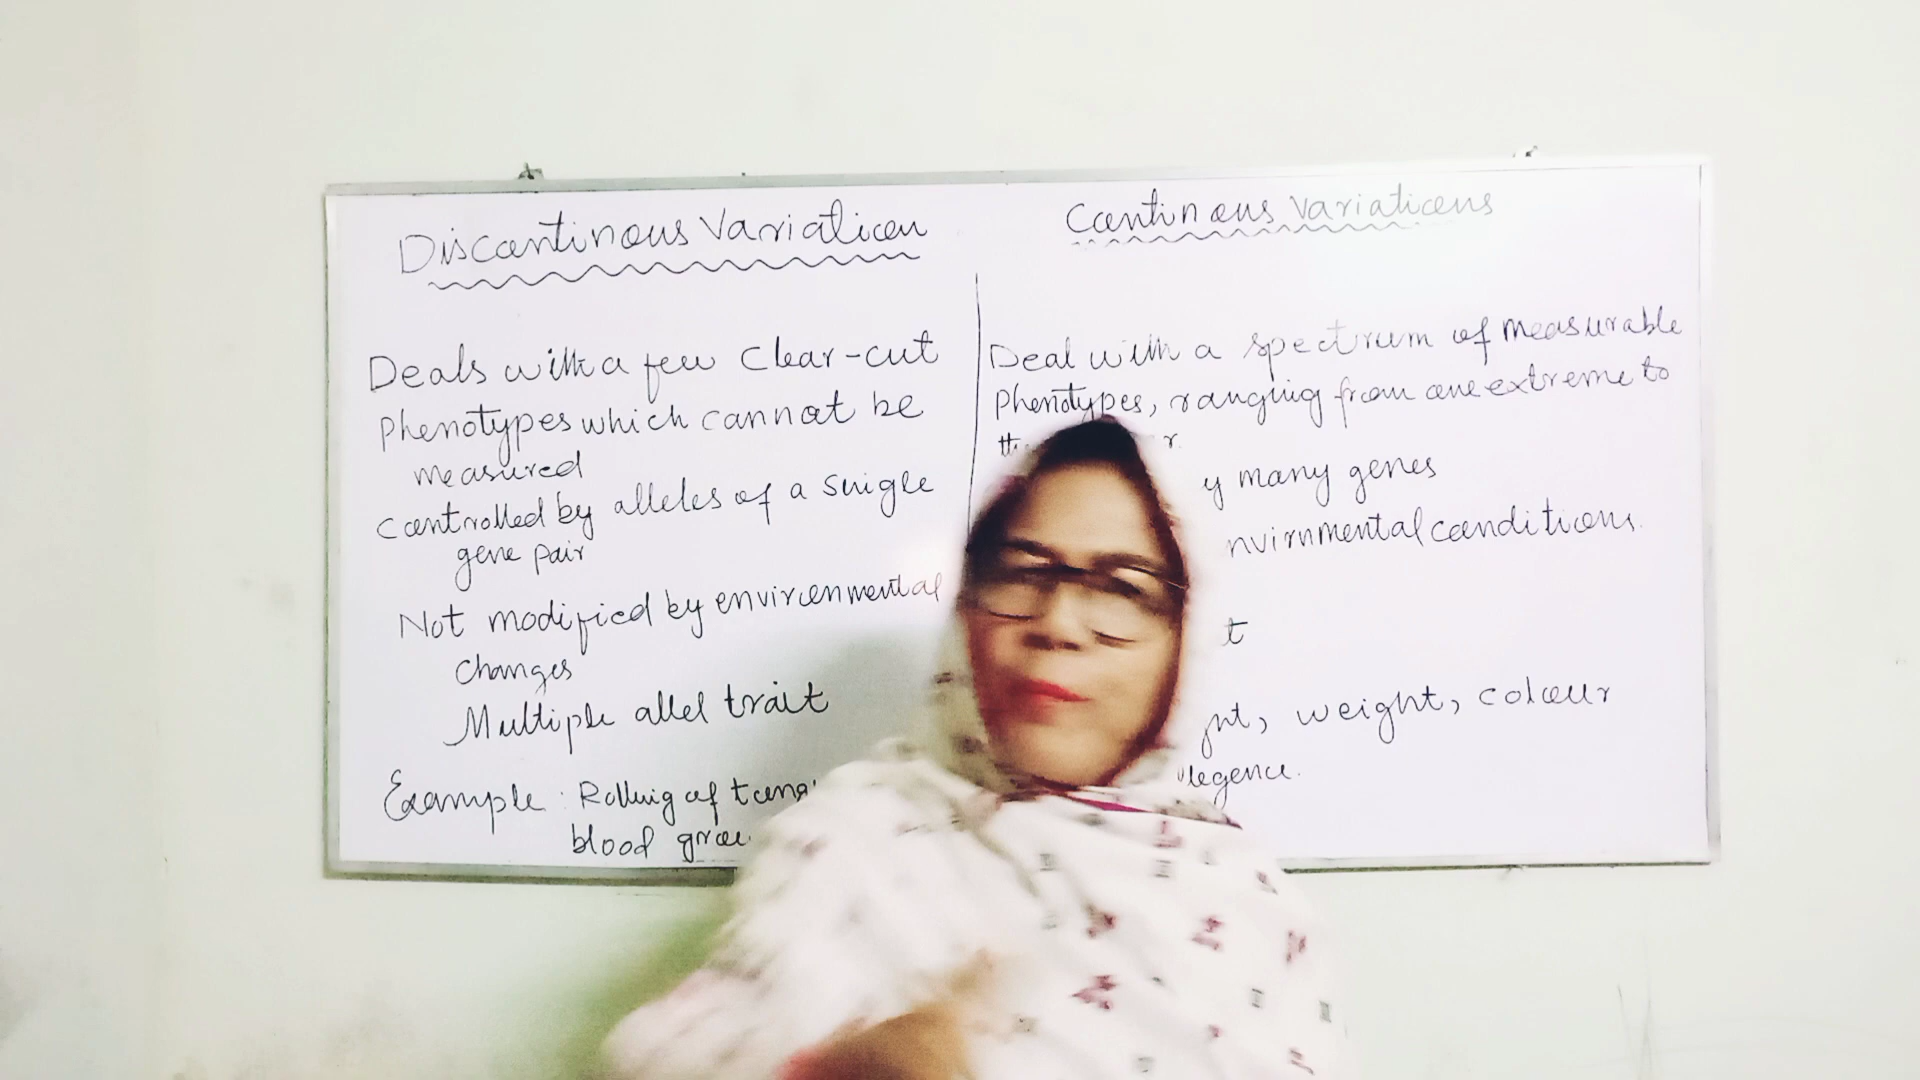 Discontinous Variation
Deals with a few clear-cut
Phenotypes which cannot be
measured
controlled by alleles of a single
gene pair
Not modified by environmental
Changes
Multiple allel trait
Example : Rolling of
blood
Continous Variations
Deal with a spectrum of measurable
Phenotypes, ranging from one extreme to
many genes
conditions.
weight, colour